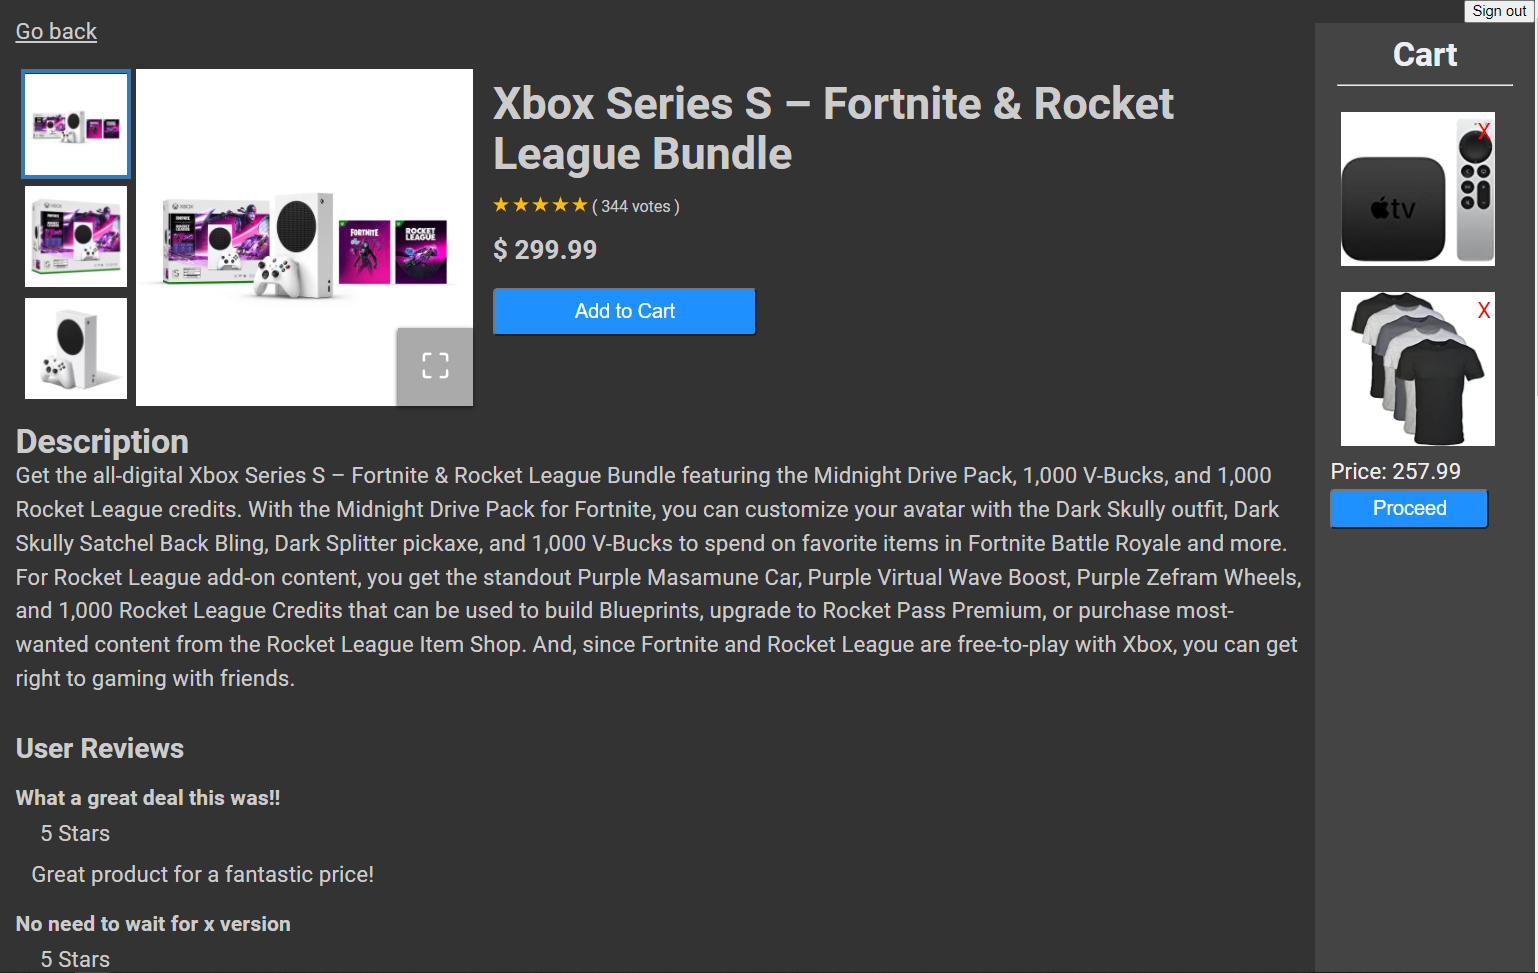 Sign out
Go back
Xbox Series S – Fortnite & Rocket
League Bundle
( 344 votes )
$ 299.99
Add to Cart
XBOX
FORTNITE
ROCKET
LEAGUE
Description
Get the all-digital Xbox Series S – Fortnite & Rocket League Bundle featuring the Midnight Drive Pack, 1,000 V-Bucks, and 1,000
Rocket League credits. With the Midnight Drive Pack for Fortnite, you can customize your avatar with the Dark Skully outfit, Dark
Skully Satchel Back Bling, Dark Splitter pickaxe, and 1,000 V-Bucks to spend on favorite items in Fortnite Battle Royale and more.
For Rocket League add-on content, you get the standout Purple Masamune Car, Purple Virtual Wave Boost, Purple Zefram Wheels,
and 1,000 Rocket League Credits that can be used to build Blueprints, upgrade to Rocket Pass Premium, or purchase most-
wanted content from the Rocket League Item Shop. And, since Fortnite and Rocket League are free-to-play with Xbox, you can get
right to gaming with friends.
User Reviews
What a great deal this was!!
5 Stars
Great product for a fantastic price!
No need to wait for x version
5 Stars
Cart
X
tv
X
Price: 257.99
Proceed